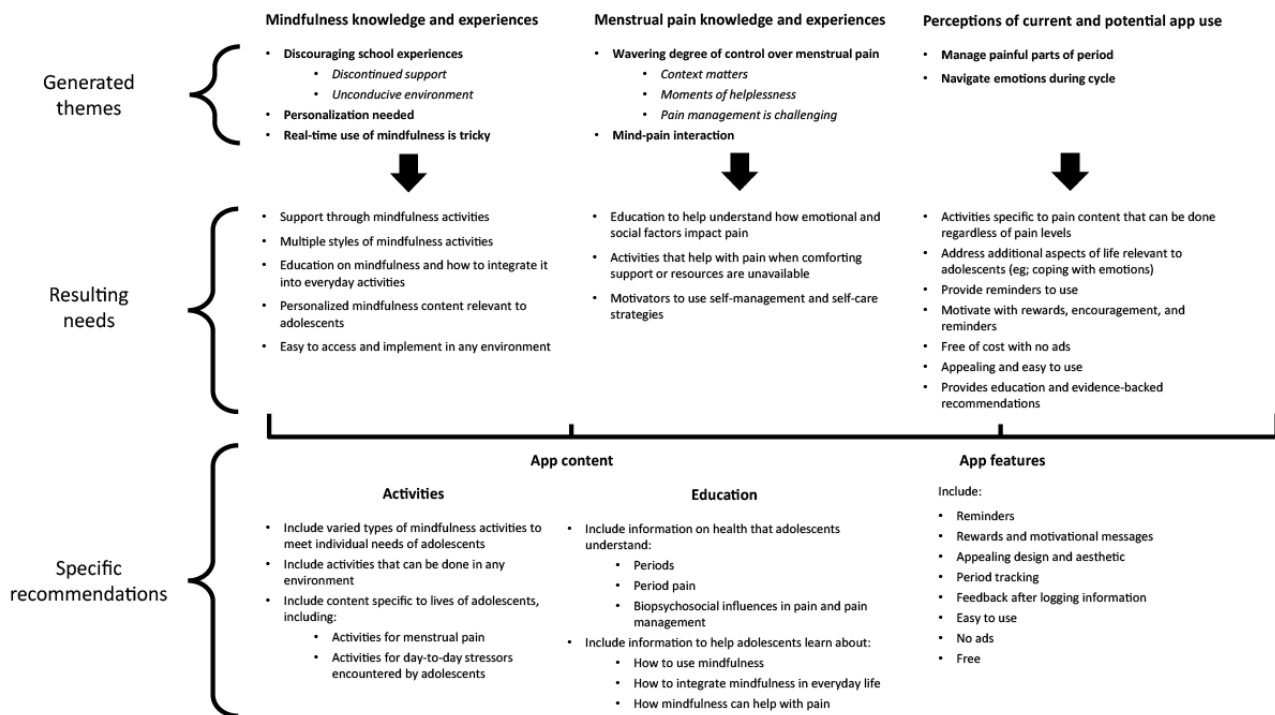 Mindfulness knowledge and experiences
Menstrual pain knowledge and experiences
Perceptions of current and potential app use
Generated
themes
• Discouraging school experiences
• Discontinued support
• Unconducive environment
• Personalization needed
• Real-time use of mindfulness is tricky
• Wavering degree of control over menstrual pain
• Context matters
• Moments of helplessness
• Pain management is challenging
• Mind-pain interaction
• Manage painful parts of period
• Navigate emotions during cycle
Resulting
needs
• Support through mindfulness activities
• Multiple styles of mindfulness activities
• Education on mindfulness and how to integrate it
into everyday activities
• Personalized mindfulness content relevant to
adolescents
• Easy to access and implement in any environment
• Education to help understand how emotional and
social factors impact pain
• Activities that help with pain when comforting
support or resources are unavailable
• Motivators to use self-management and self-care
strategies
• Activities specific to pain content that can be done
regardless of pain levels
• Address additional aspects of life relevant to
adolescents (eg; coping with emotions)
• Provide reminders to use
• Motivate with rewards, encouragement, and
reminders
• Free of cost with no ads
• Appealing and easy to use
• Provides education and evidence-backed
recommendations
Specific
recommendations
App content
App features
Activities
• Include varied types of mindfulness activities to
meet individual needs of adolescents
• Include activities that can be done in any
environment
• Include content specific to lives of adolescents,
including:
• Activities for menstrual pain
• Activities for day-to-day stressors
encountered by adolescents
Education
• Include information on health that adolescents
understand:
• Periods
• Period pain
• Biopsychosocial influences in pain and pain
management
• Include information to help adolescents learn about:
• How to use mindfulness
• How to integrate mindfulness in everyday life
• How mindfulness can help with pain
Include:
• Reminders
• Rewards and motivational messages
• Appealing design and aesthetic
• Period tracking
• Feedback after logging information
• Easy to use
• No ads
• Free